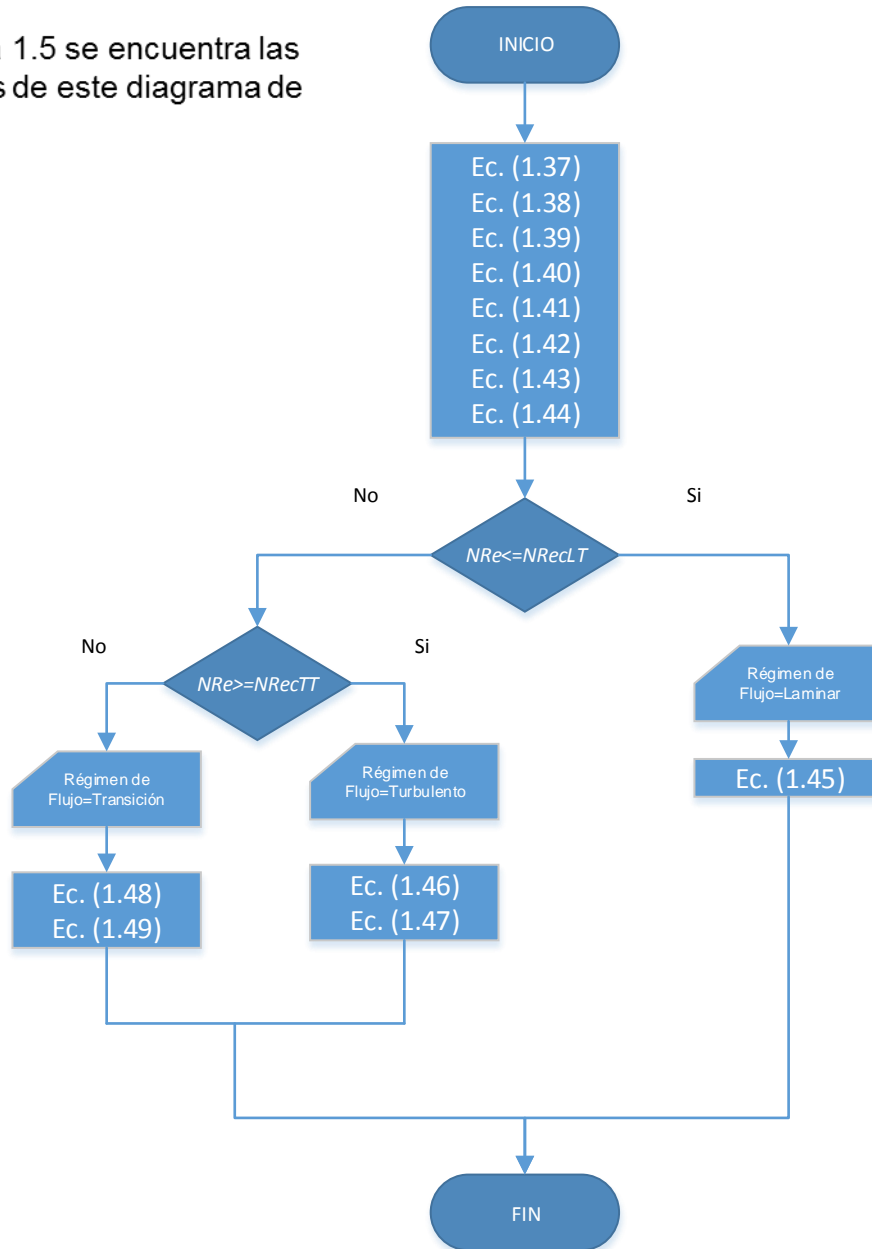 1.5 se encuentra las
de este diagrama de
INICIO
Ec. (1.37)
Ec. (1.38)
Ec. (1.39)
Ec. (1.40)
Ec. (1.41)
Ec. (1.42)
Ec. (1.43)
Ec. (1.44)
No
Si
NRe<=NRecLT
No
Si
NRe>=NRecTT
Régimen de
Flujo=Laminar
Régimen de
Flujo=Transición
Régimen de
Flujo=Turbulento
Ec. (1.45)
Ec. (1.48)
Ec. (1.49)
Ec. (1.46)
Ec. (1.47)
FIN